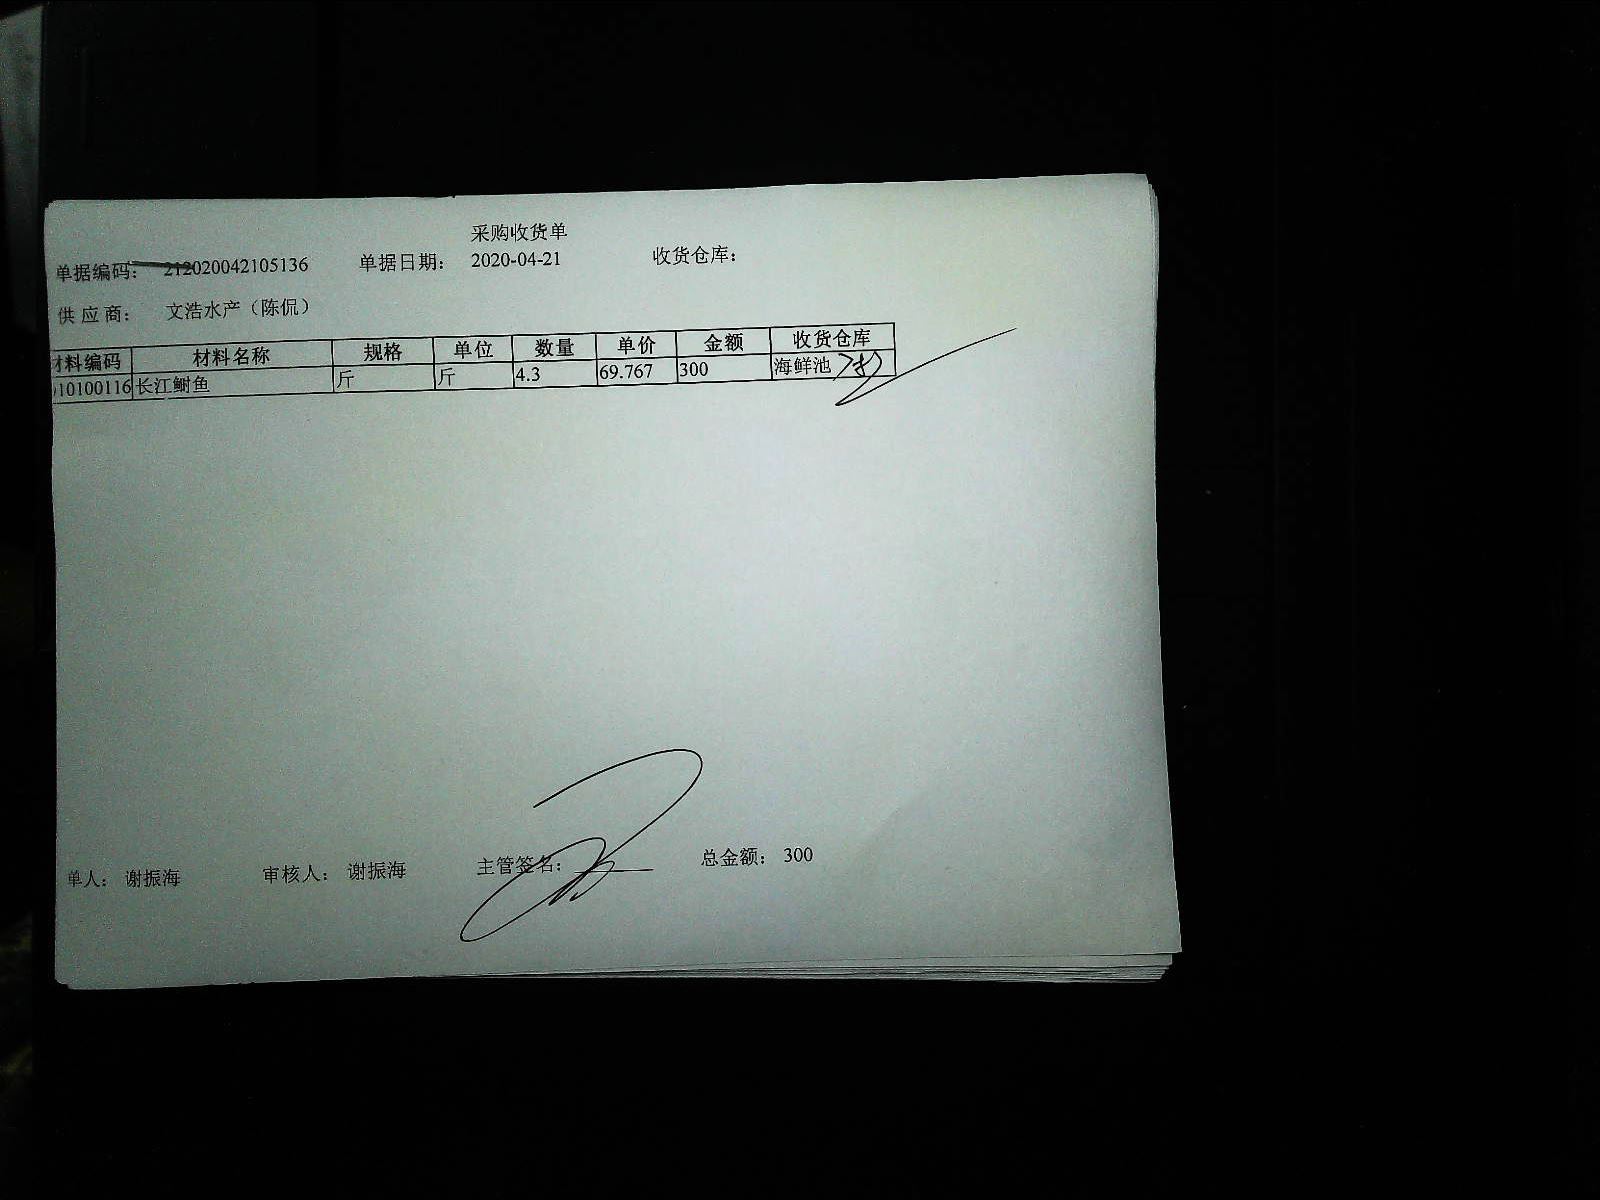 采购收货单
单据编码: 212020042105136 单据日期: 2020-04-21 收货仓库:
供应商: 文浩水产（陈侃）
材料编码 材料名称 规格 单位 数量 单价 金额 收货仓库
10100116 长江鮰鱼 斤 斤 4.3 69.767 300 海鲜池
单人: 谢振海 审核人: 谢振海 主管签名: 总金额: 300